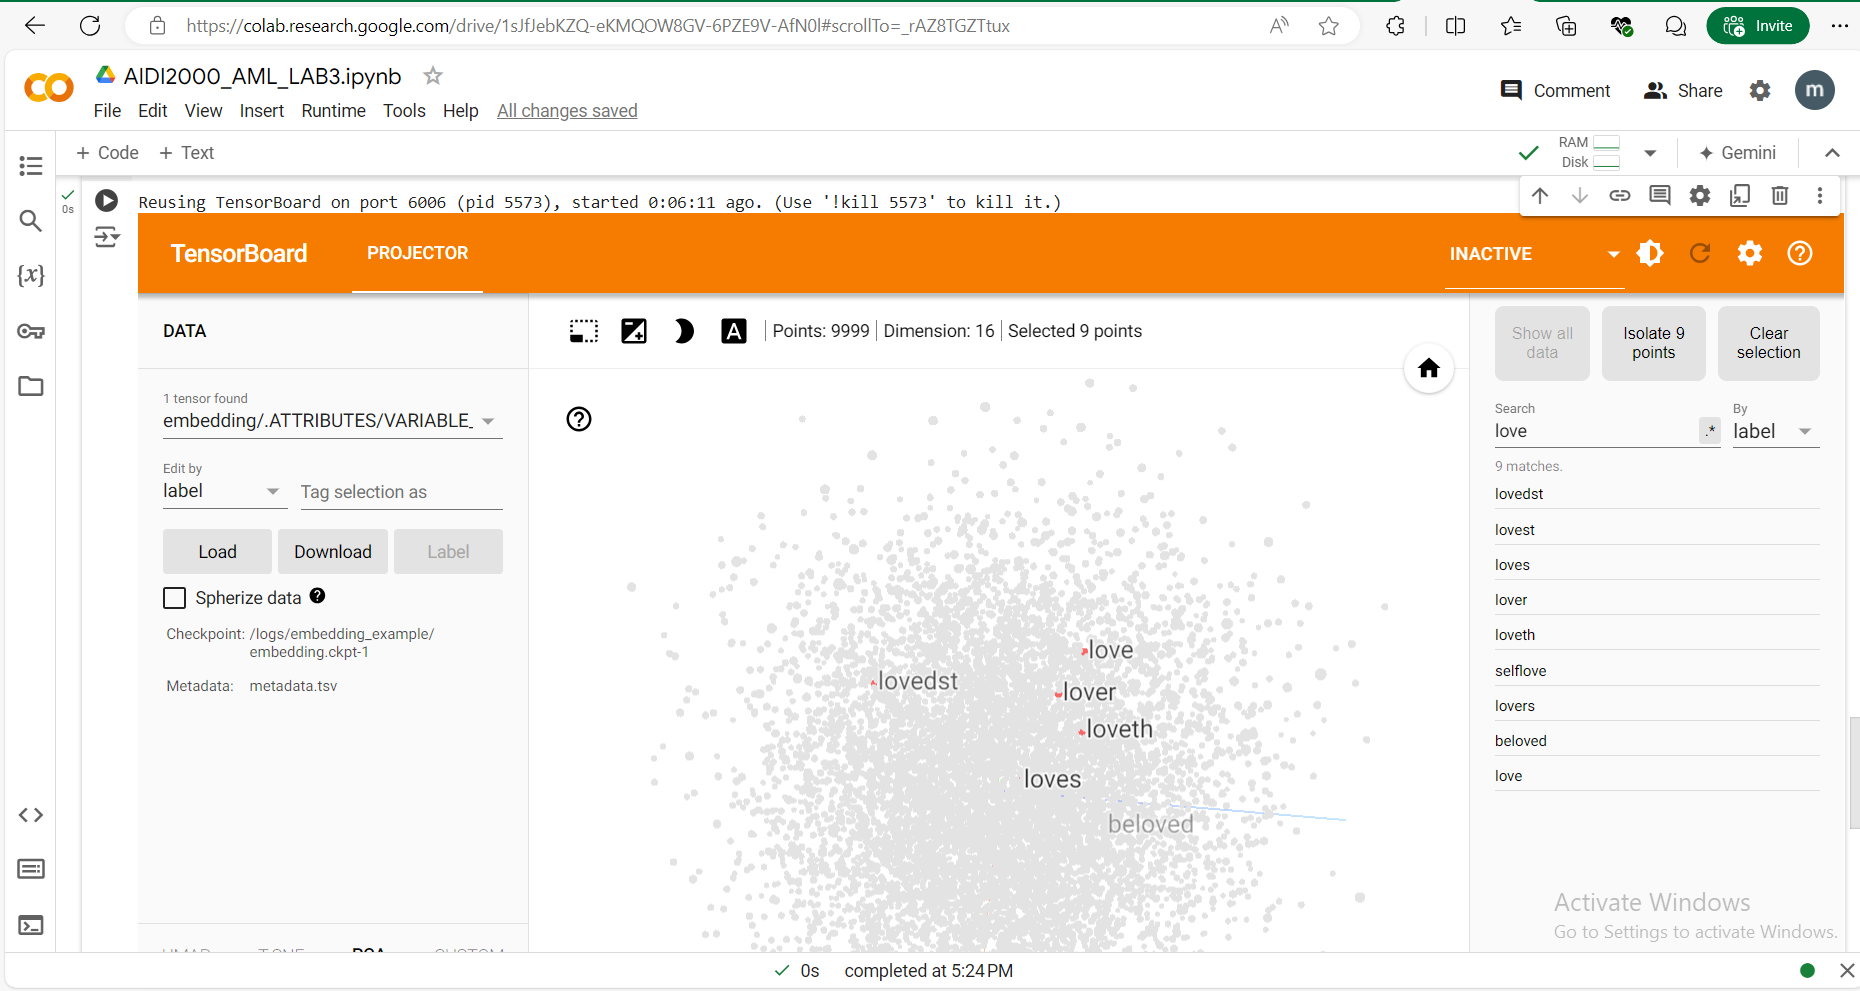 https://colab.research.google.com/drive/1sJfJebKZQ-eKMQOW8GV-6PZE9V-AfN0l#scrollTo=_rAZ8TGZTtux
Invite
AIDI2000_AML_LAB3.ipynb
Comment
Share
m
File Edit View Insert Runtime Tools Help All changes saved
+ Code + Text
RAM
Disk
Gemini
0s
Reusing TensorBoard on port 6006 (pid 5573), started 0:06:11 ago. (Use '!kill 5573' to kill it.)
{x}
TensorBoard
PROJECTOR
INACTIVE
DATA
1 tensor found
embedding/.ATTRIBUTES/VARIABLE_
Edit by
label
Tag selection as
Load
Download
Label
Spherize data
Checkpoint: /logs/embedding_example/
embedding.ckpt-1
Metadata: metadata.tsv
UMAP T-SNE PCA CUSTOM
A
Points: 9999
Dimension: 16
Selected 9 points
love
lovedst
lover
loveth
loves
beloved
Show all
data
Isolate 9
points
Clear
selection
Search
love
.*
By
label
9 matches.
lovedst
lovest
loves
lover
loveth
selflove
lovers
beloved
love
Activate Windows
Go to Settings to activate Windows.
0s completed at 5:24 PM